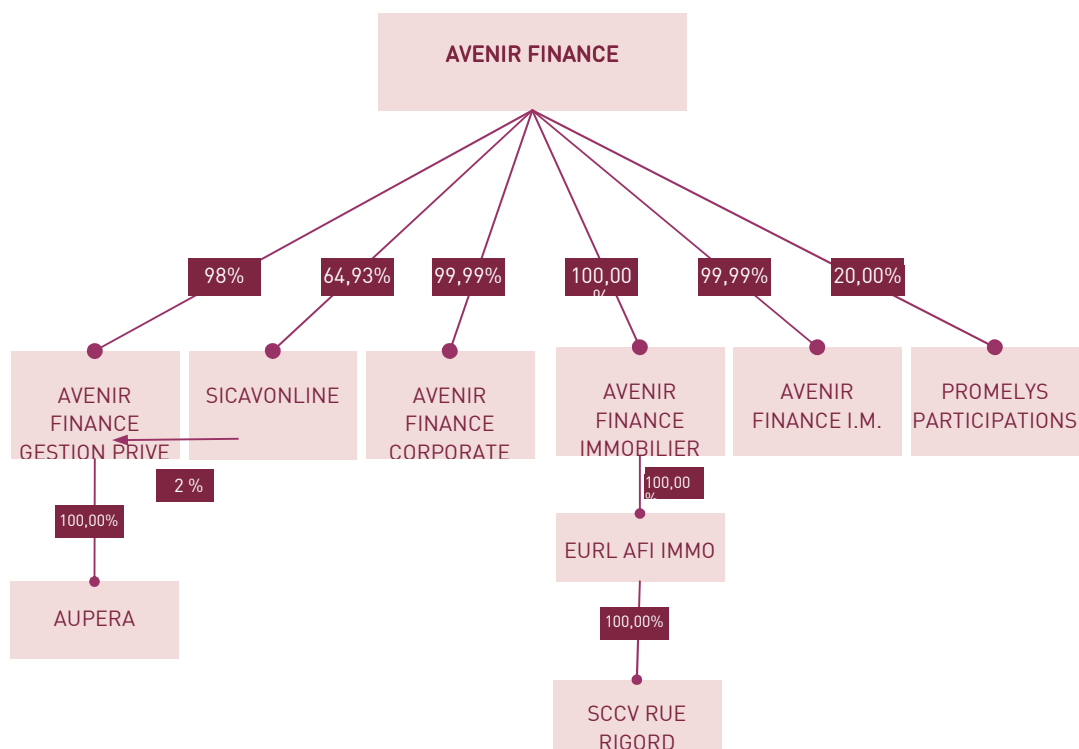 AVENIR FINANCE
98%
64,93%
99,99%
100,00
%
99,99%
20,00%
AVENIR
FINANCE
GESTION PRIVE
SICAVONLINE
AVENIR
FINANCE
CORPORATE
AVENIR
FINANCE
IMMOBILIER
AVENIR
FINANCE I.M.
PROMELYS
PARTICIPATIONS
2 %
100,00
%
100,00%
EURL AFI IMMO
AUPERA
100,00%
SCCV RUE
RIGORD